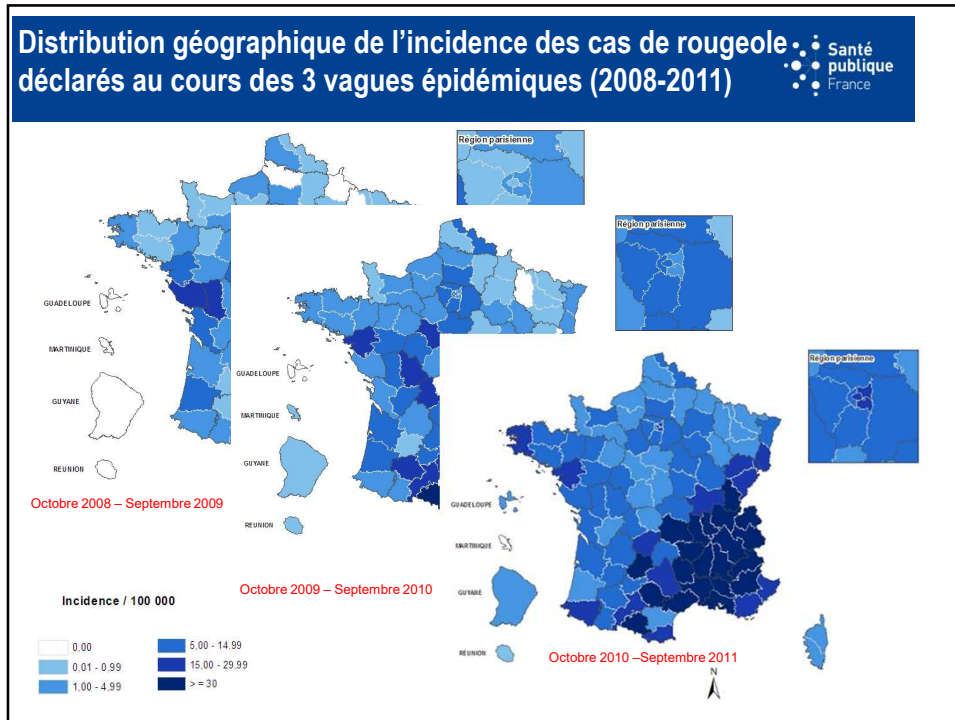 Distribution géographique de l'incidence des cas de rougeole
déclarés au cours des 3 vagues épidémiques (2008-2011)
Santé
publique
France
Région parisienne
GUADELOUPE
MARTINIQUE
GUYANE
REUNION
Octobre 2008 – Septembre 2009
Région parisienne
GUADELOUPE
MARTINIQUE
GUYANE
REUNION
Octobre 2009 – Septembre 2010
Région parisienne
GUADELOUPE
MARTINIQUE
GUYANE
REUNION
Octobre 2010 –Septembre 2011
N
Incidence / 100 000
0,00
0,01 - 0,99
1,00 - 4,99
5,00 - 14,99
15,00 - 29,99
> = 30